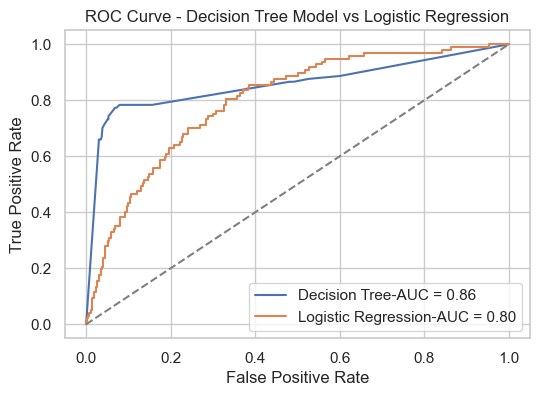 ROC Curve - Decision Tree Model vs Logistic Regression
True Positive Rate
1.0
0.8
0.6
0.4
0.2
0.0
Decision Tree-AUC = 0.86
Logistic Regression-AUC = 0.80
0.0 0.2 0.4 0.6 0.8 1.0
False Positive Rate